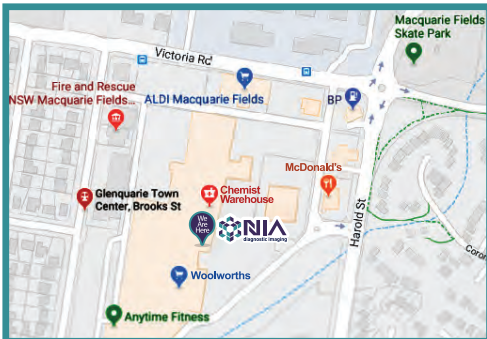 Macquarie Fields
Skate Park
Victoria Rd
Fire and Rescue
NSW Macquarie Fields...
ALDI Macquarie Fields
BP
McDonald's
Chemist
Warehouse
Glenquarie Town
Center, Brooks St
We
Are
Here
NIA
diagnostic imaging
Harold St
Coron
Woolworths
Anytime Fitness